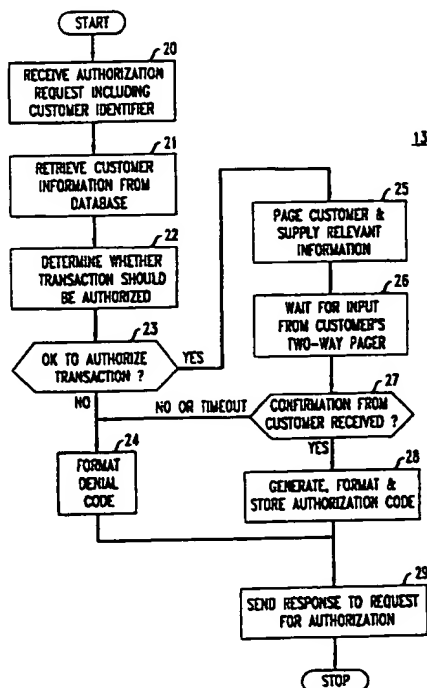 START
20
RECEIVE AUTHORIZATION
REQUEST INCLUDING
CUSTOMER IDENTIFIER
21
RETRIEVE CUSTOMER
INFORMATION FROM
DATABASE
22
DETERMINE WHETHER
TRANSACTION SHOULD
BE AUTHORIZED
23
OK TO AUTHORIZE
TRANSACTION ?
YES
NO
24
FORMAT
DENIAL
CODE
13
25
PAGE CUSTOMER &
SUPPLY RELEVANT
INFORMATION
26
WAIT FOR INPUT
FROM CUSTOMER'S
TWO-WAY PAGER
27
CONFIRMATION FROM
CUSTOMER RECEIVED ?
NO OR TIMEOUT
YES
28
GENERATE, FORMAT &
STORE AUTHORIZATION CODE
29
SEND RESPONSE TO REQUEST
FOR AUTHORIZATION
STOP